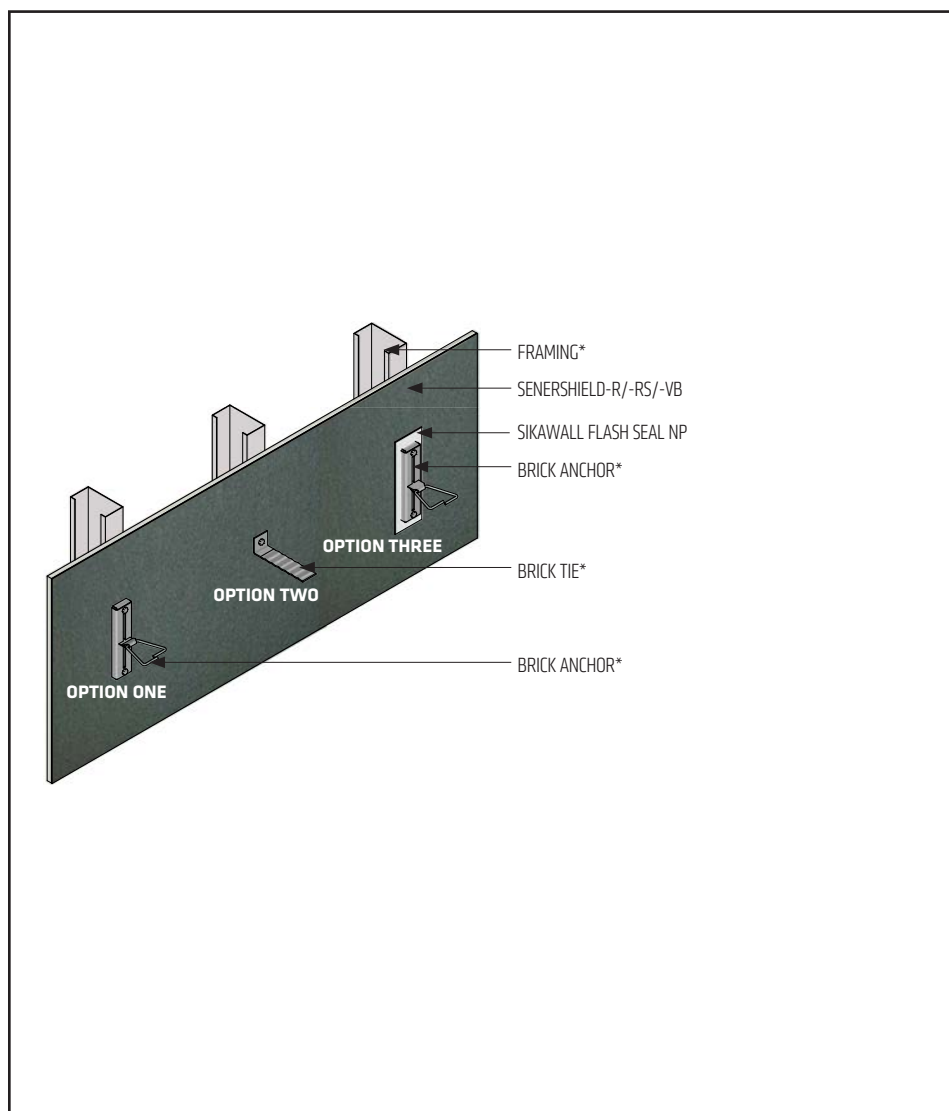 FRAMING*
SENERSHIELD-R/-RS/-VB
SIKAWALL FLASH SEAL NP
BRICK ANCHOR*
OPTION THREE
BRICK TIE*
OPTION TWO
BRICK ANCHOR*
OPTION ONE